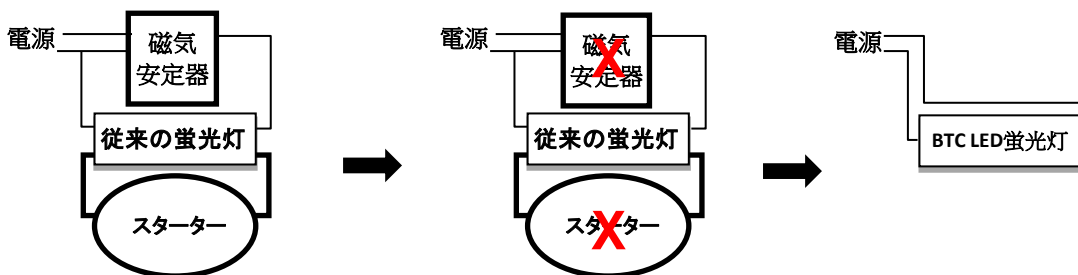 電源
磁気
安定器
従来の蛍光灯
スターター
電源
磁気
安定器
X
従来の蛍光灯
スターター
X
電源
BTC LED蛍光灯